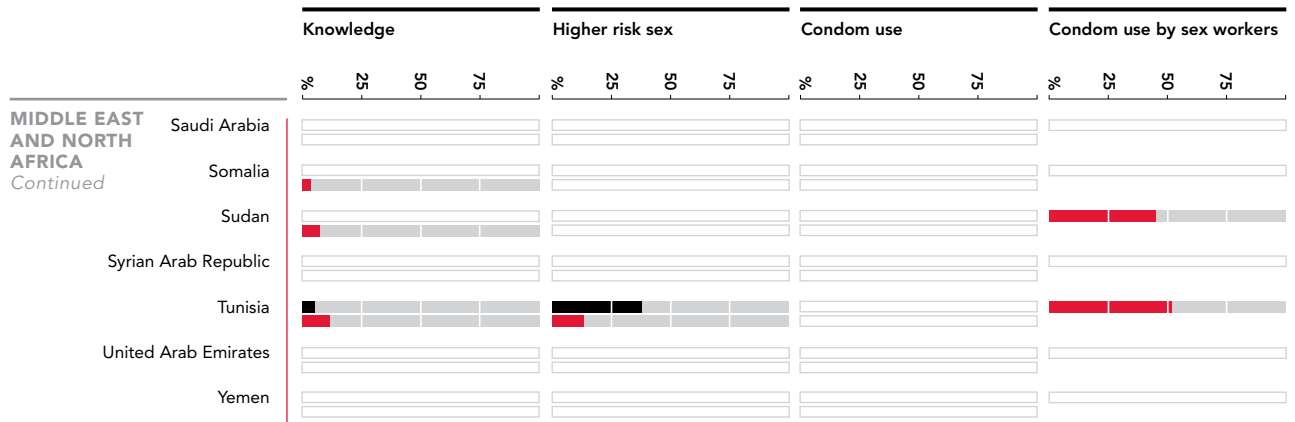 Knowledge
Higher risk sex
Condom use
Condom use by sex workers
% 25 50 75
% 25 50 75
% 25 50 75
% 25 50 75
MIDDLE EAST
AND NORTH
AFRICA
Continued
Saudi Arabia
Somalia
Sudan
Syrian Arab Republic
Tunisia
United Arab Emirates
Yemen